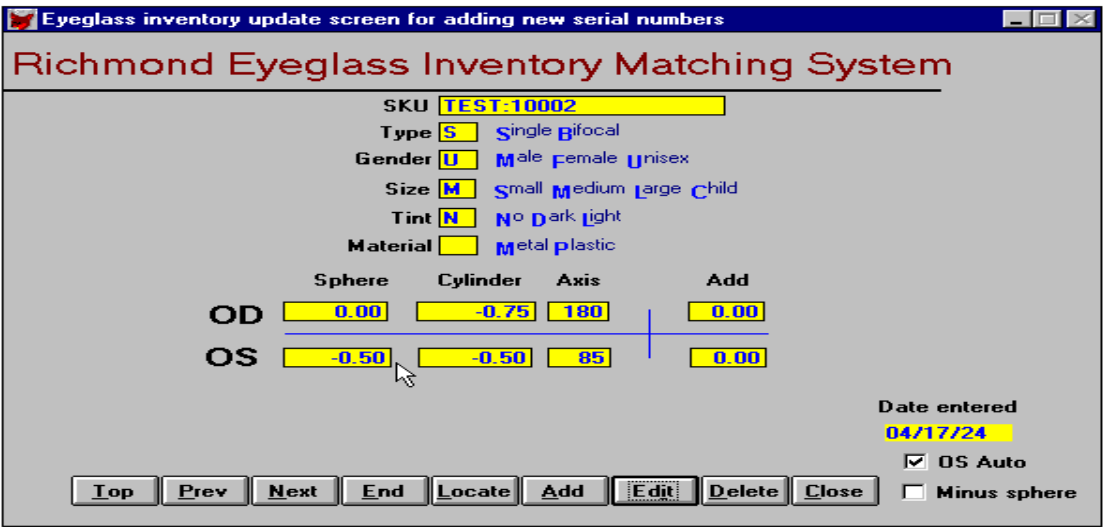 Eyeglass inventory update screen for adding new serial numbers
Richmond Eyeglass Inventory Matching System
SKU TEST:10002
Type S Single Bifocal
Gender U Male Female Unisex
Size M Small Medium Large Child
Tint N No Dark Light
Material Metal Plastic
Sphere Cylinder Axis Add
OD 0.00 -0.75 180 0.00
OS -0.50 -0.50 85 0.00
Date entered
04/17/24
OS Auto
Top Prev Next End Locate Add Edit Delete Close Minus sphere